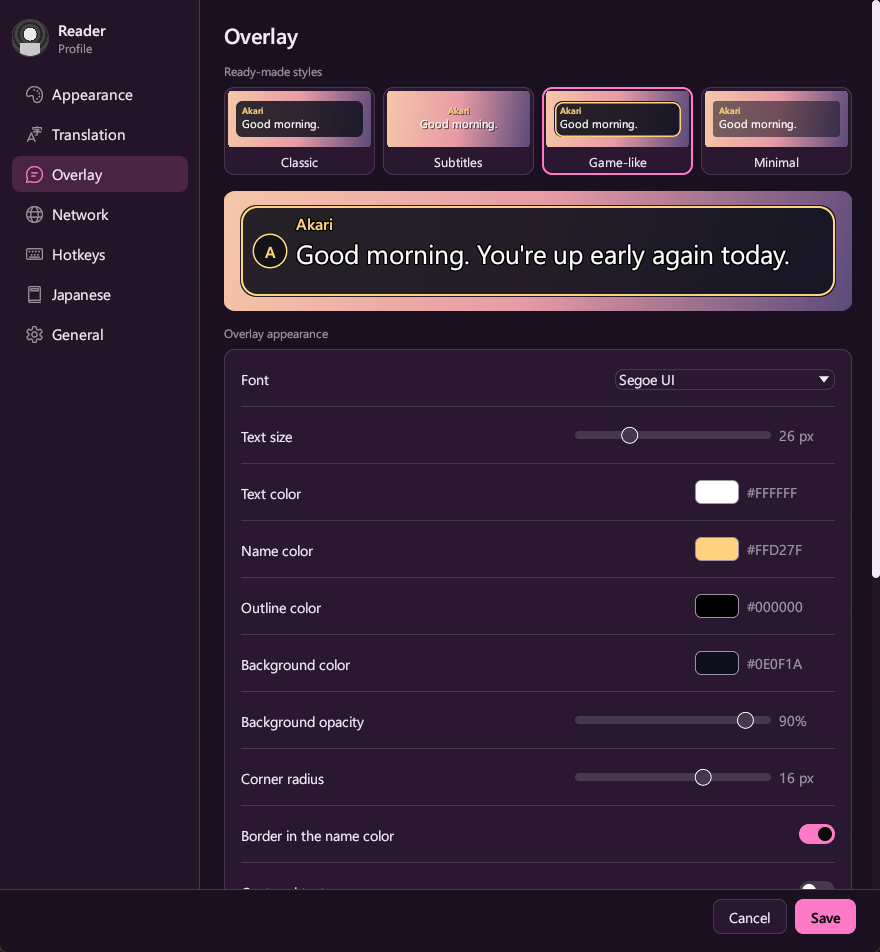 Reader
Profile
Appearance
Translation
Overlay
Network
Hotkeys
Japanese
General
Overlay
Ready-made styles
Akari
Good morning.
Classic
Akari
Good morning.
Subtitles
Akari
Good morning.
Game-like
Akari
Good morning.
Minimal
A
Akari
Good morning. You're up early again today.
Overlay appearance
Font
Segoe UI
Text size
26 px
Text color
#FFFFFF
Name color
#FFD27F
Outline color
#000000
Background color
#0E0F1A
Background opacity
90%
Corner radius
16 px
Border in the name color
Cancel
Save